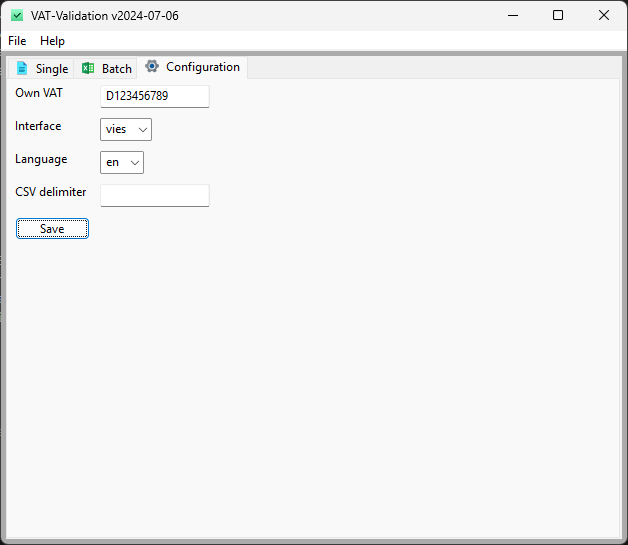 VAT-Validation v2024-07-06
File Help
Single Batch Configuration
Own VAT D123456789
Interface vies
Language en
CSV delimiter
Save